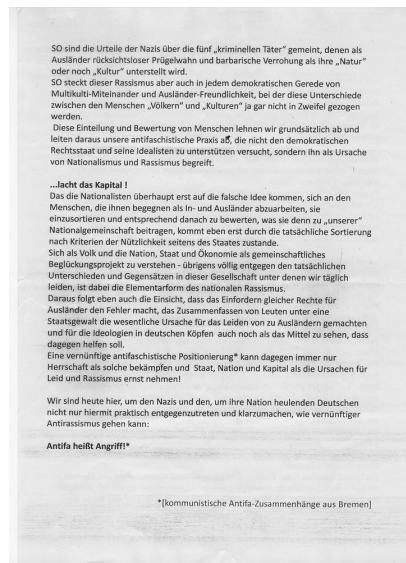 SO sind die Urteile der Nazis über die fünf „kriminellen Täter" gemeint, denen als
Ausländer rücksichtsloser Prügelwahn und barbarische Verrohung als ihre „Natur"
oder noch „Kultur" unterstellt wird.
SO steckt dieser Rassismus aber auch in jedem demokratischen Gerede von
Multikulti-Miteinander und Ausländer-Freundlichkeit, bei der diese Unterschiede
zwischen den Menschen „Völkern" und „Kulturen" ja gar nicht in Zweifel gezogen
werden.
Diese Einteilung und Bewertung von Menschen lehnen wir grundsätzlich ab und
leiten daraus unsere antifaschistische Praxis ab, die nicht den demokratischen
Rechtsstaat und seine Idealisten zu unterstützen versucht, sondern ihn als Ursache
von Nationalismus und Rassismus begreift.
...lacht das Kapital !
Das die Nationalisten überhaupt erst auf die falsche Idee kommen, sich an den
Menschen, die ihnen begegnen als In- und Ausländer abzuarbeiten, sie
einzusortieren und entsprechend danach zu bewerten, was sie denn zu „unserer"
Nationalgemeinschaft beitragen, kommt eben erst durch die tatsächliche Sortierung
nach Kriterien der Nützlichkeit seitens des Staates zustande.
Sich als Volk und die Nation, Staat und Ökonomie als gemeinschaftliches
Beglückungsprojekt zu verstehen - übrigens völlig entgegen den tatsächlichen
Unterschieden und Gegensätzen in dieser Gesellschaft unter denen wir täglich
leiden, ist dabei die Elementarform des nationalen Rassismus.
Daraus folgt eben auch die Einsicht, dass das Einfordern gleicher Rechte für
Ausländer den Fehler macht, das Zusammenfassen von Leuten unter eine
Staatsgewalt die wesentliche Ursache für das Leiden von zu Ausländern gemachten
und für die Ideologien in deutschen Köpfen auch noch als das Mittel zu sehen, dass
dagegen helfen soll.
Eine vernünftige antifaschistische Positionierung* kann dagegen immer nur
Herrschaft als solche bekämpfen und Staat, Nation und Kapital als die Ursachen für
Leid und Rassismus ernst nehmen!
Wir sind heute hier, um den Nazis und den, um ihre Nation heulenden Deutschen
nicht nur hiermit praktisch entgegenzutreten und klarzumachen, wie vernünftiger
Antirassismus gehen kann:
Antifa heißt Angriff!*
*[kommunistische Antifa-Zusammenhänge aus Bremen]